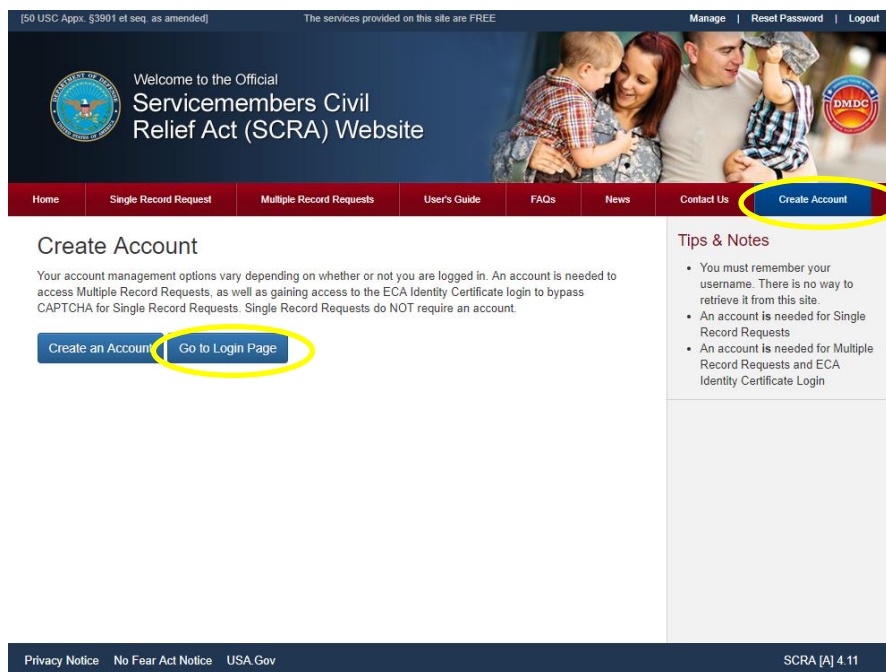 [50 USC Appx. §3901 et seq. as amended] The services provided on this site are FREE Manage | Reset Password | Logout
Welcome to the Official
Servicemembers Civil
Relief Act (SCRA) Website
DMDC
Home Single Record Request Multiple Record Requests User's Guide FAQs News Contact Us Create Account
Create Account
Your account management options vary depending on whether or not you are logged in. An account is needed to
access Multiple Record Requests, as well as gaining access to the ECA Identity Certificate login to bypass
CAPTCHA for Single Record Requests. Single Record Requests do NOT require an account.
Create an Account Go to Login Page
Tips & Notes
• You must remember your
username. There is no way to
retrieve it from this site.
• An account is needed for Single
Record Requests
• An account is needed for Multiple
Record Requests and ECA
Identity Certificate Login
Privacy Notice No Fear Act Notice USA.Gov SCRA [A] 4.11